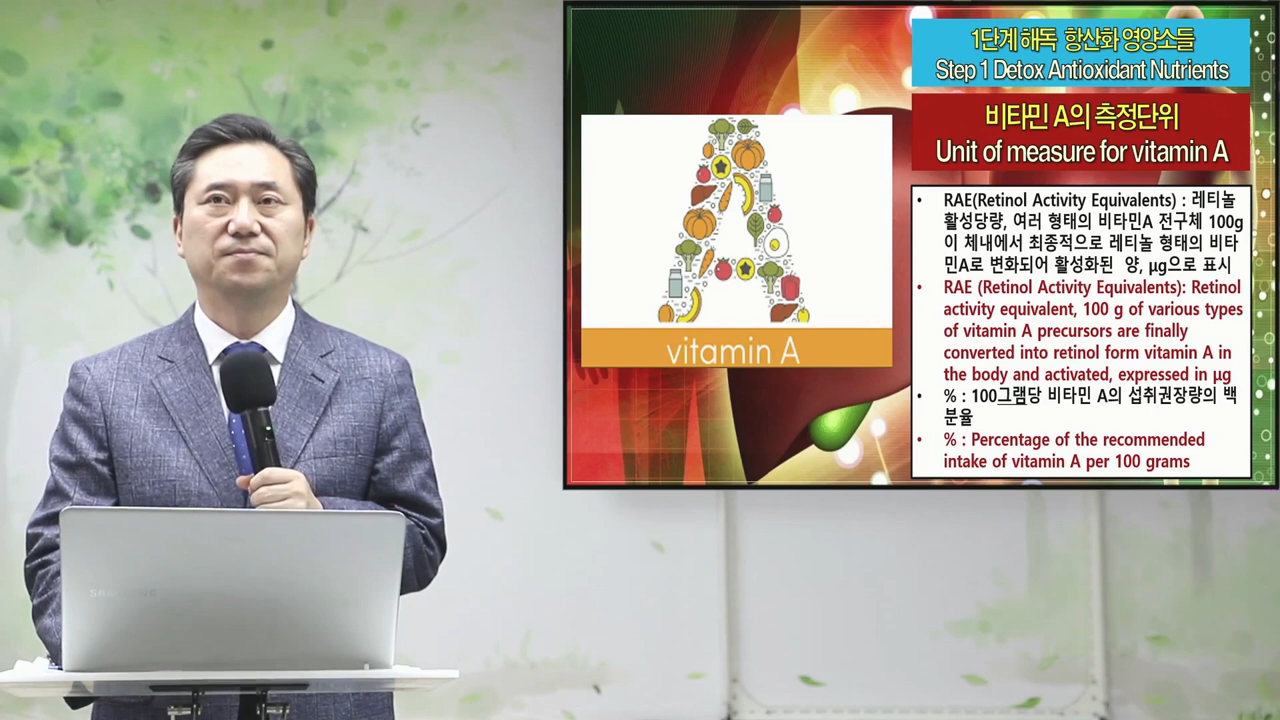 1단계 해독 항산화 영양소들
Step 1 Detox Antioxidant Nutrients
비타민 A의 측정단위
Unit of measure for vitamin A
vitamin A
• RAE(Retinol Activity Equivalents) : 레티놀
활성당량, 여러 형태의 비타민A 전구체 100g
이 체내에서 최종적으로 레티놀 형태의 비타
민A로 변화되어 활성화된 양, µg으로 표시
• RAE (Retinol Activity Equivalents): Retinol
activity equivalent, 100 g of various types
of vitamin A precursors are finally
converted into retinol form vitamin A in
the body and activated, expressed in µg
• % : 100그램당 비타민 A의 섭취권장량의 백
분율
• % : Percentage of the recommended
intake of vitamin A per 100 grams
SAMSUNG